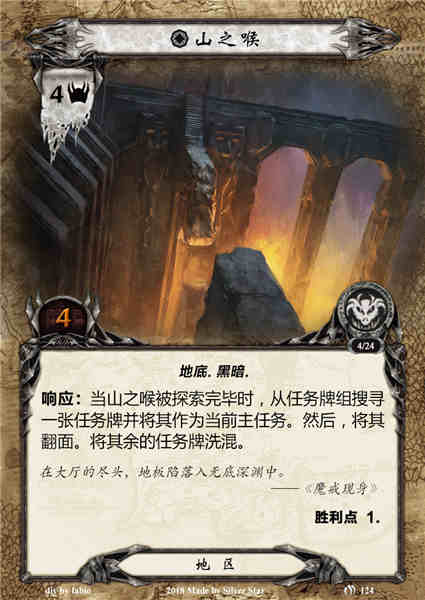 山之喉
4
4
4/24
地底. 黑暗.
响应：当山之喉被探索完毕时，从任务牌组搜寻
一张任务牌并将其作为当前主任务。然后，将其
翻面。将其余的任务牌洗混。
在大厅的尽头，地板陷落入无底深渊中。
——《魔戒现身》
胜利点 1.
地 区
diy by fabio
2018 Made by Silver Star
124